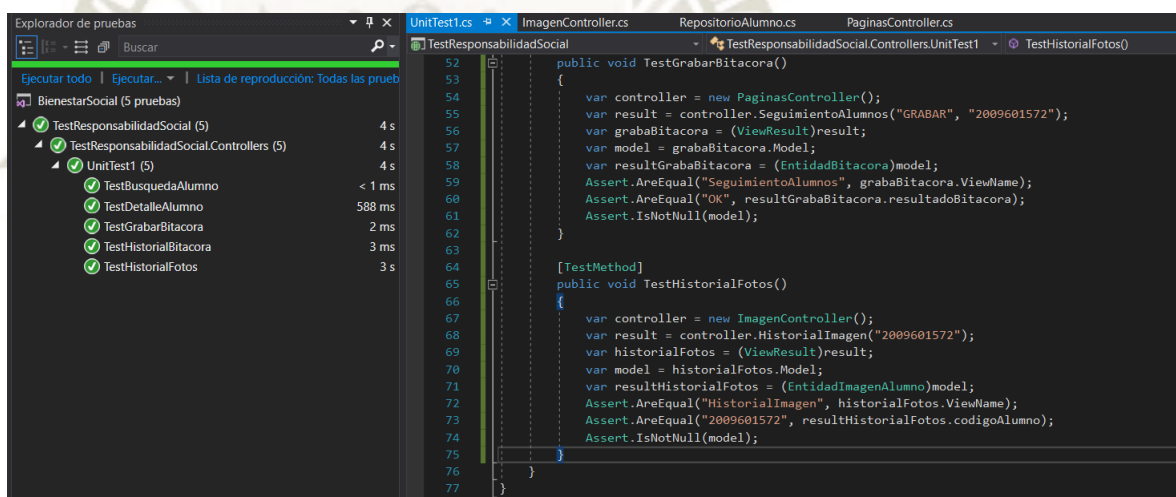 Explorador de pruebas
Buscar
Ejecutar todo | Ejecutar... | Lista de reproducción: Todas las prueb
BienestarSocial (5 pruebas)
TestResponsabilidadSocial (5) 4 s
TestResponsabilidadSocial.Controllers (5) 4 s
UnitTest1 (5) 4 s
TestBusquedaAlumno < 1 ms
TestDetalleAlumno 588 ms
TestGrabarBitacora 2 ms
TestHistorialBitacora 3 ms
TestHistorialFotos 3 s
UnitTest1.cs ImagenController.cs RepositorioAlumno.cs PaginasController.cs
TestResponsabilidadSocial TestResponsabilidadSocial.Controllers.UnitTest1 TestHistorialFotos()
52 public void TestGrabarBitacora()
53 {
54 var controller = new PaginasController();
55 var result = controller.SeguimientoAlumnos("GRABAR", "2009601572");
56 var grabaBitacora = (ViewResult)result;
57 var model = grabaBitacora.Model;
58 var resultGrabaBitacora = (EntidadBitacora)model;
59 Assert.AreEqual("SeguimientoAlumnos", grabaBitacora.ViewName);
60 Assert.AreEqual("OK", resultGrabaBitacora.resultadoBitacora);
61 Assert.IsNotNull(model);
62 }
63
64 [TestMethod]
65 public void TestHistorialFotos()
66 {
67 var controller = new ImagenController();
68 var result = controller.HistorialImagen("2009601572");
69 var historialFotos = (ViewResult)result;
70 var model = historialFotos.Model;
71 var resultHistorialFotos = (EntidadImagenAlumno)model;
72 Assert.AreEqual("HistorialImagen", historialFotos.ViewName);
73 Assert.AreEqual("2009601572", resultHistorialFotos.codigoAlumno);
74 Assert.IsNotNull(model);
75 }
76 }
77 }